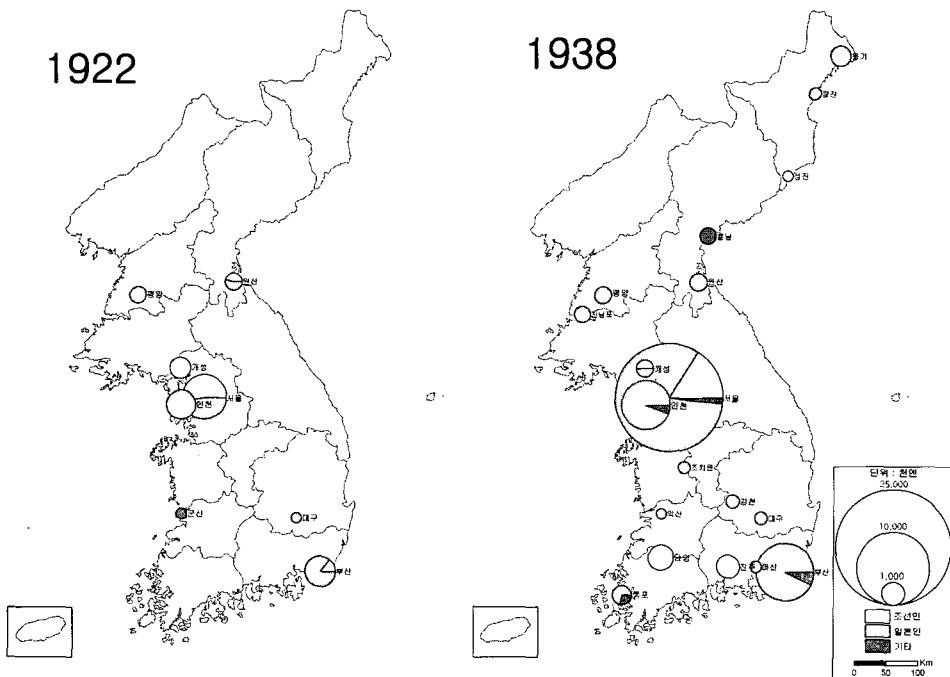 1922
원산
평양
개성
서울
인천
군산
대구
부산
1938
웅기
청진
성진
흥남
원산
평양
진남포
개성
서울
인천
조치원
김천
익산
대구
진주
마산
부산
목포
단위 : 천엔
25,000
10,000
1,000
조선인
일본인
기타
0 50 100 Km